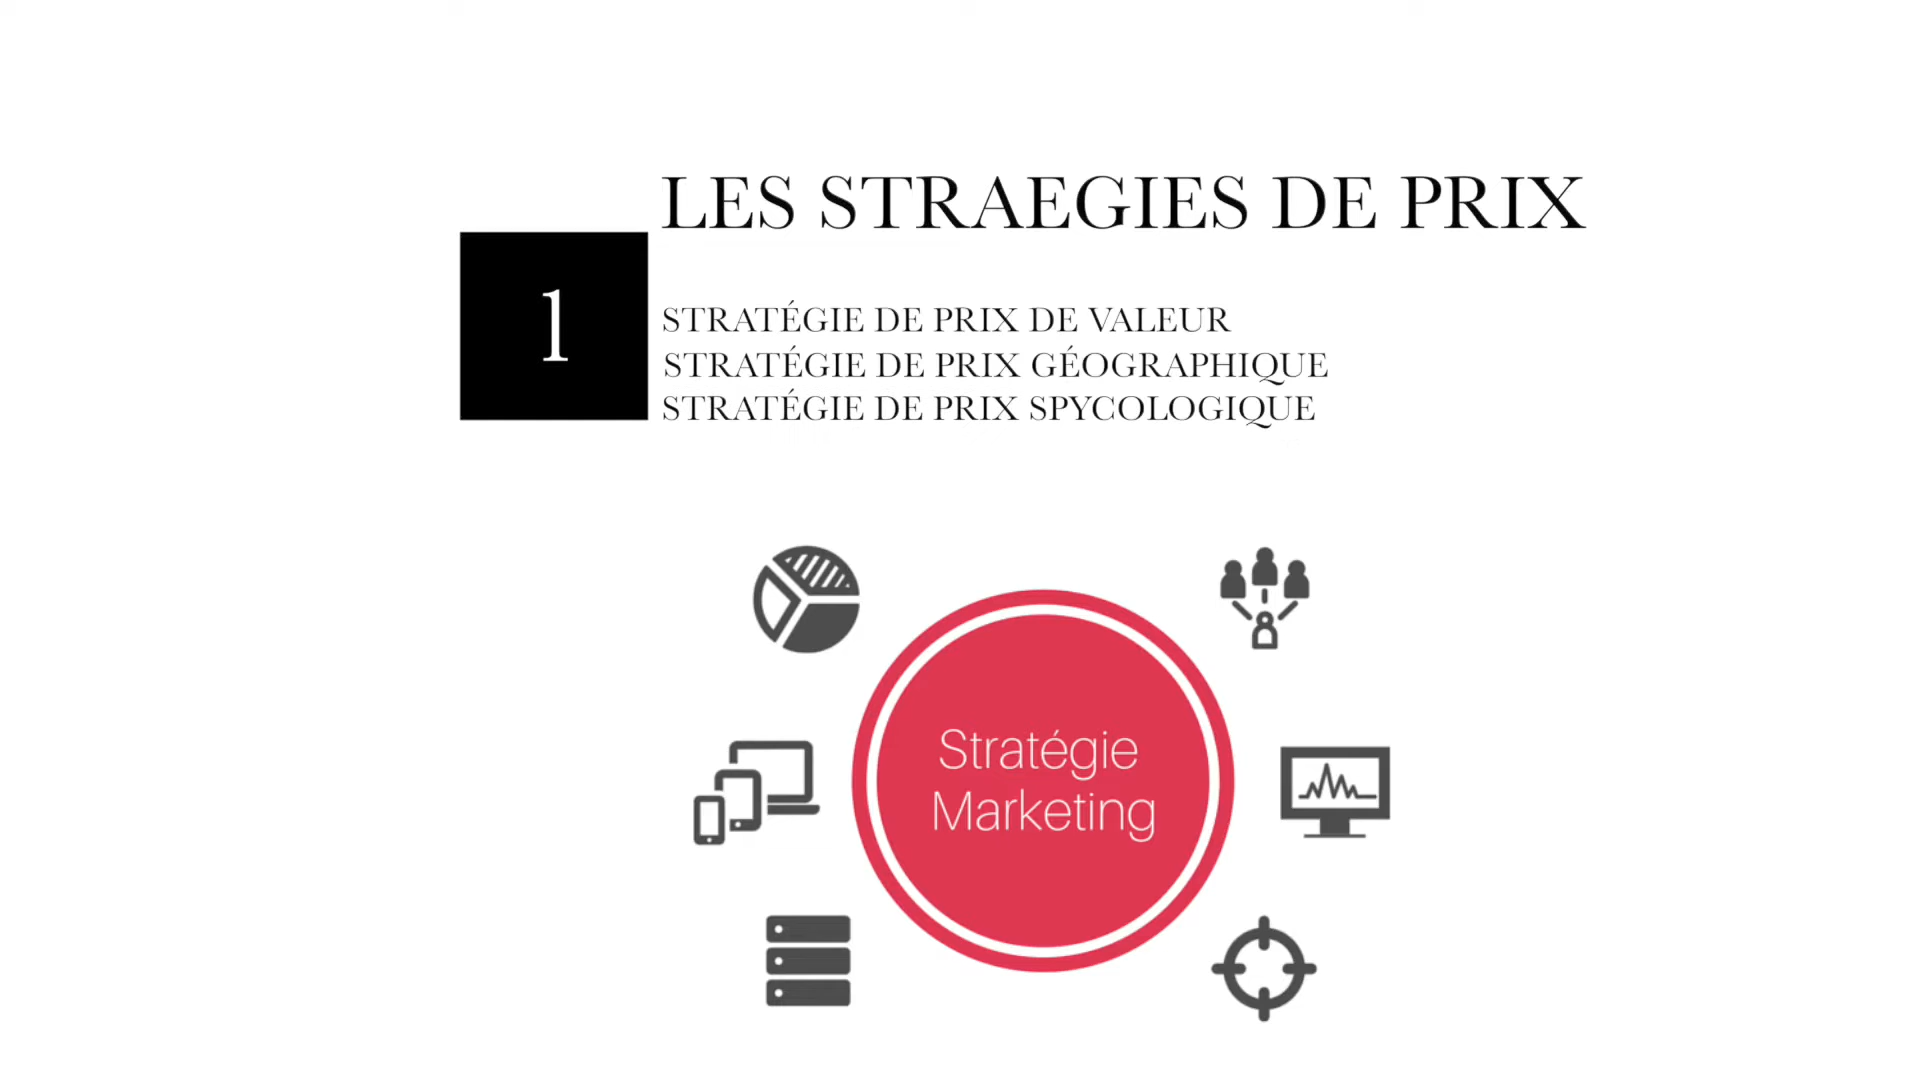 LES STRAEGIES DE PRIX
1
STRATÉGIE DE PRIX DE VALEUR
STRATÉGIE DE PRIX GÉOGRAPHIQUE
STRATÉGIE DE PRIX SPYCOLOGIQUE
Stratégie
Marketing